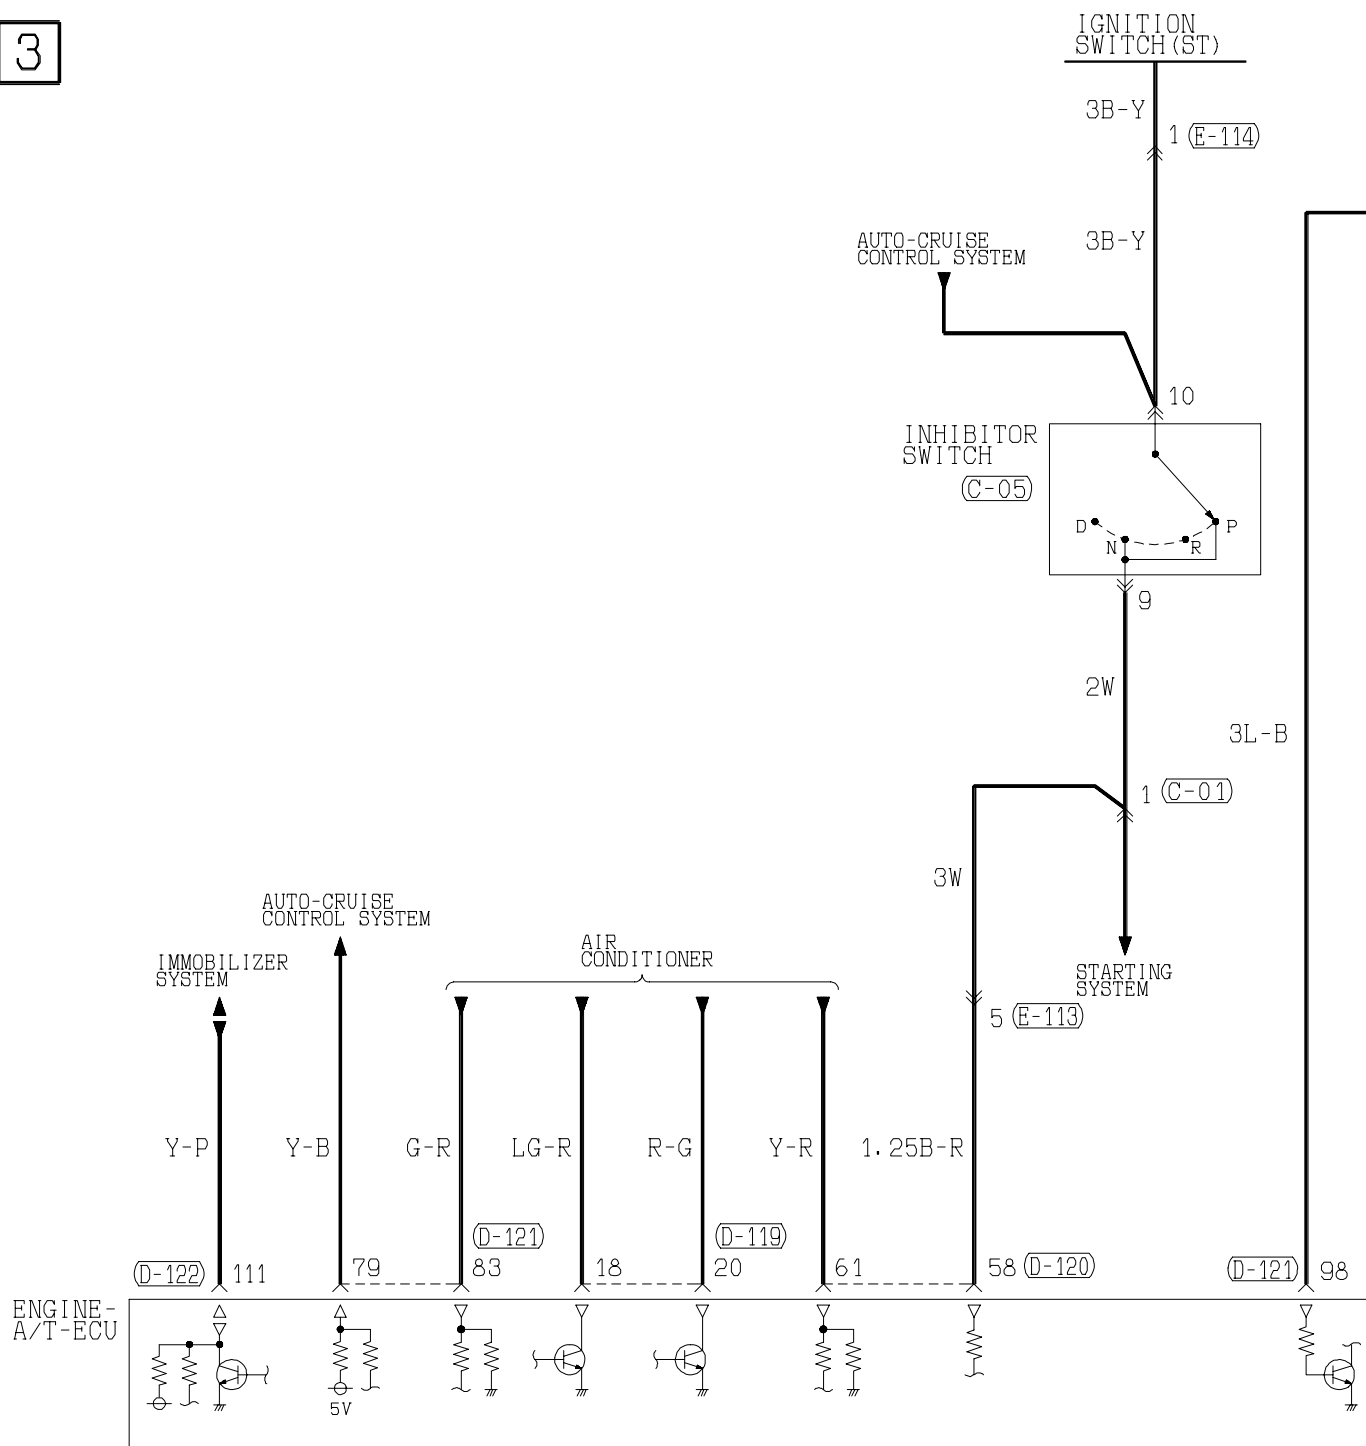 3
IGNITION
SWITCH(ST)
3B-Y
1 E-114
3B-Y
AUTO-CRUISE
CONTROL SYSTEM
10
INHIBITOR
SWITCH
C-05
D
N
R
P
9
2W
3L-B
1 C-01
3W
AUTO-CRUISE
CONTROL SYSTEM
AIR
CONDITIONER
IMMOBILIZER
SYSTEM
STARTING
SYSTEM
5 E-113
Y-P
Y-B
G-R
LG-R
R-G
Y-R
1.25B-R
D-121
D-119
D-122 111
79
83
18
20
61
58 D-120
D-121 98
ENGINE-
A/T-ECU
5V